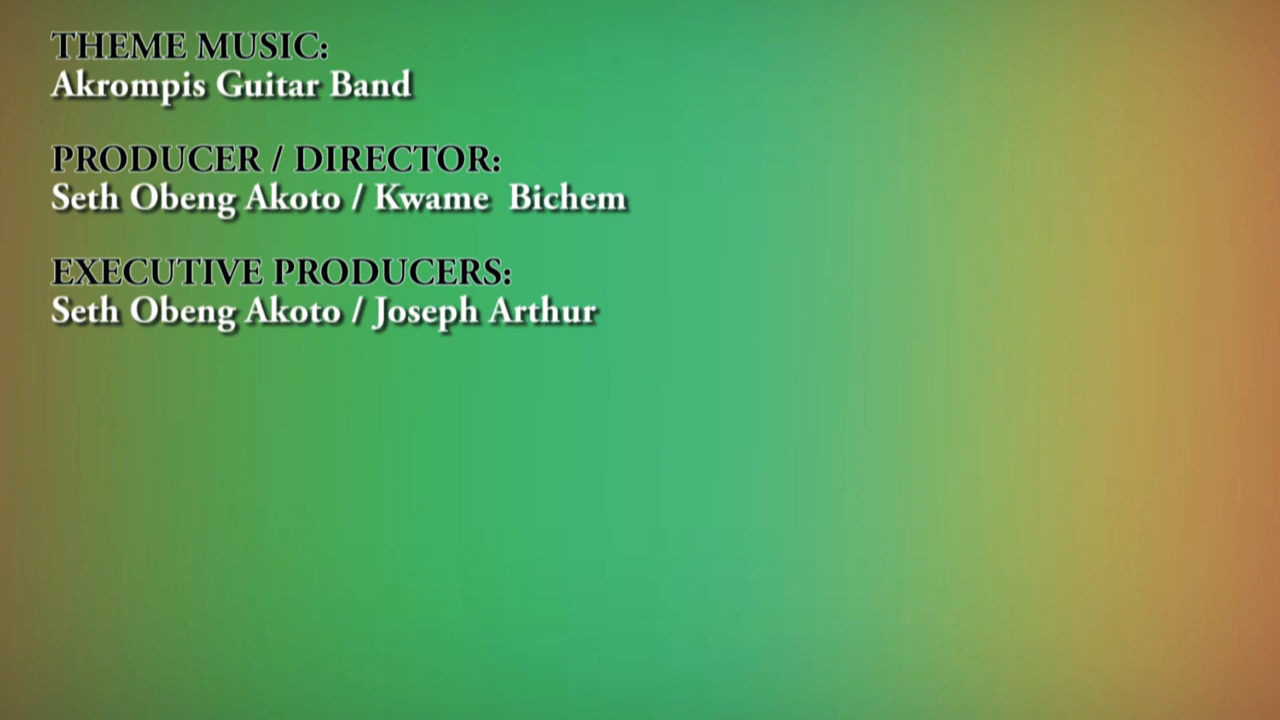 THEME MUSIC:
Akrompis Guitar Band
PRODUCER / DIRECTOR:
Seth Obeng Akoto / Kwame  Bichem
EXECUTIVE PRODUCERS:
Seth Obeng Akoto / Joseph Arthur